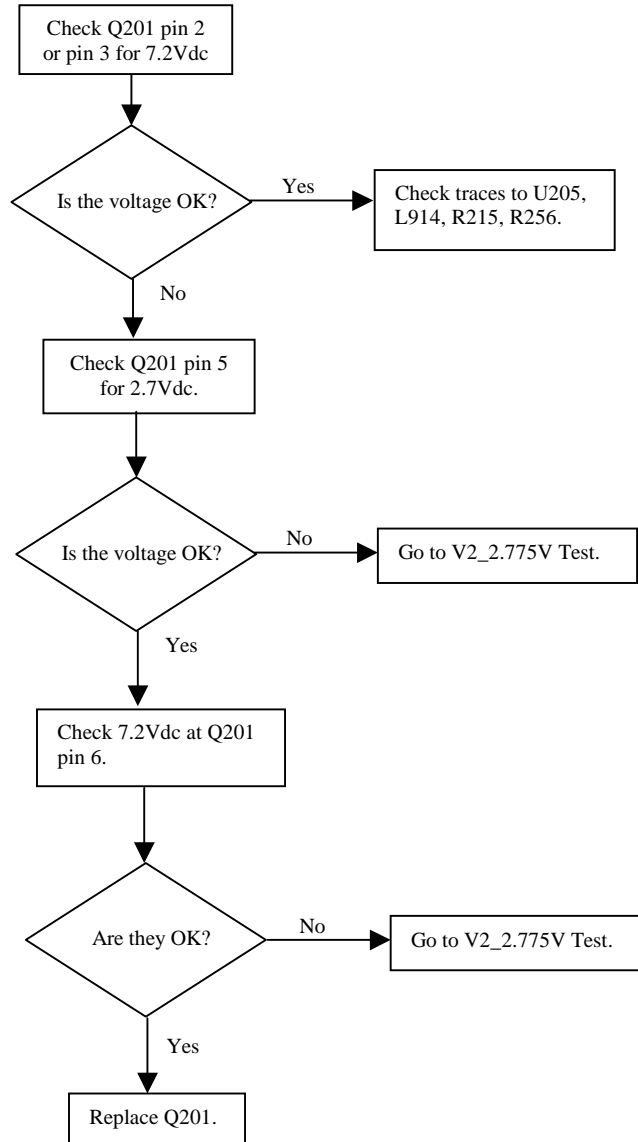 Check Q201 pin 2
or pin 3 for 7.2Vdc
Is the voltage OK?
Yes
Check traces to U205,
L914, R215, R256.
No
Check Q201 pin 5
for 2.7Vdc.
Is the voltage OK?
No
Go to V2_2.775V Test.
Yes
Check 7.2Vdc at Q201
pin 6.
Are they OK?
No
Go to V2_2.775V Test.
Yes
Replace Q201.